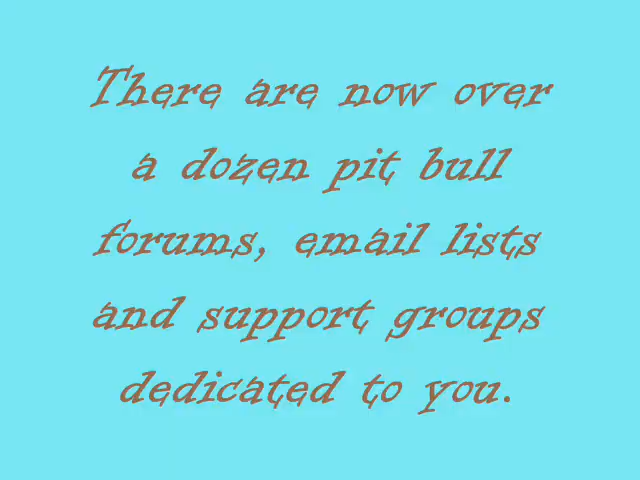 There are now over
a dozen pit bull
forums, email lists
and support groups
dedicated to you.